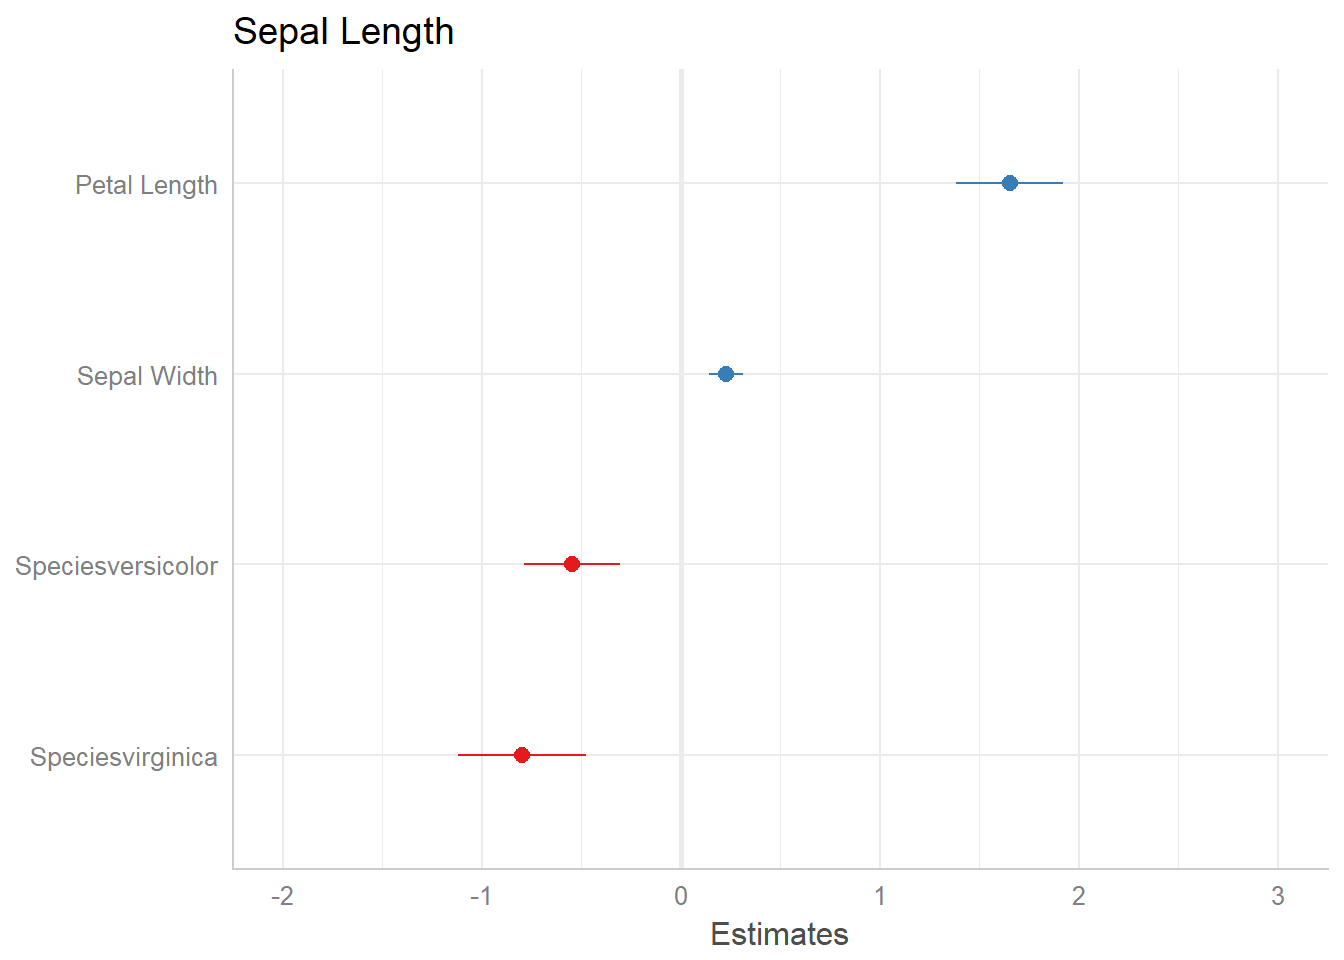 Sepal Length
Petal Length
Sepal Width
Speciesversicolor
Speciesvirginica
-2 -1 0 1 2 3
Estimates